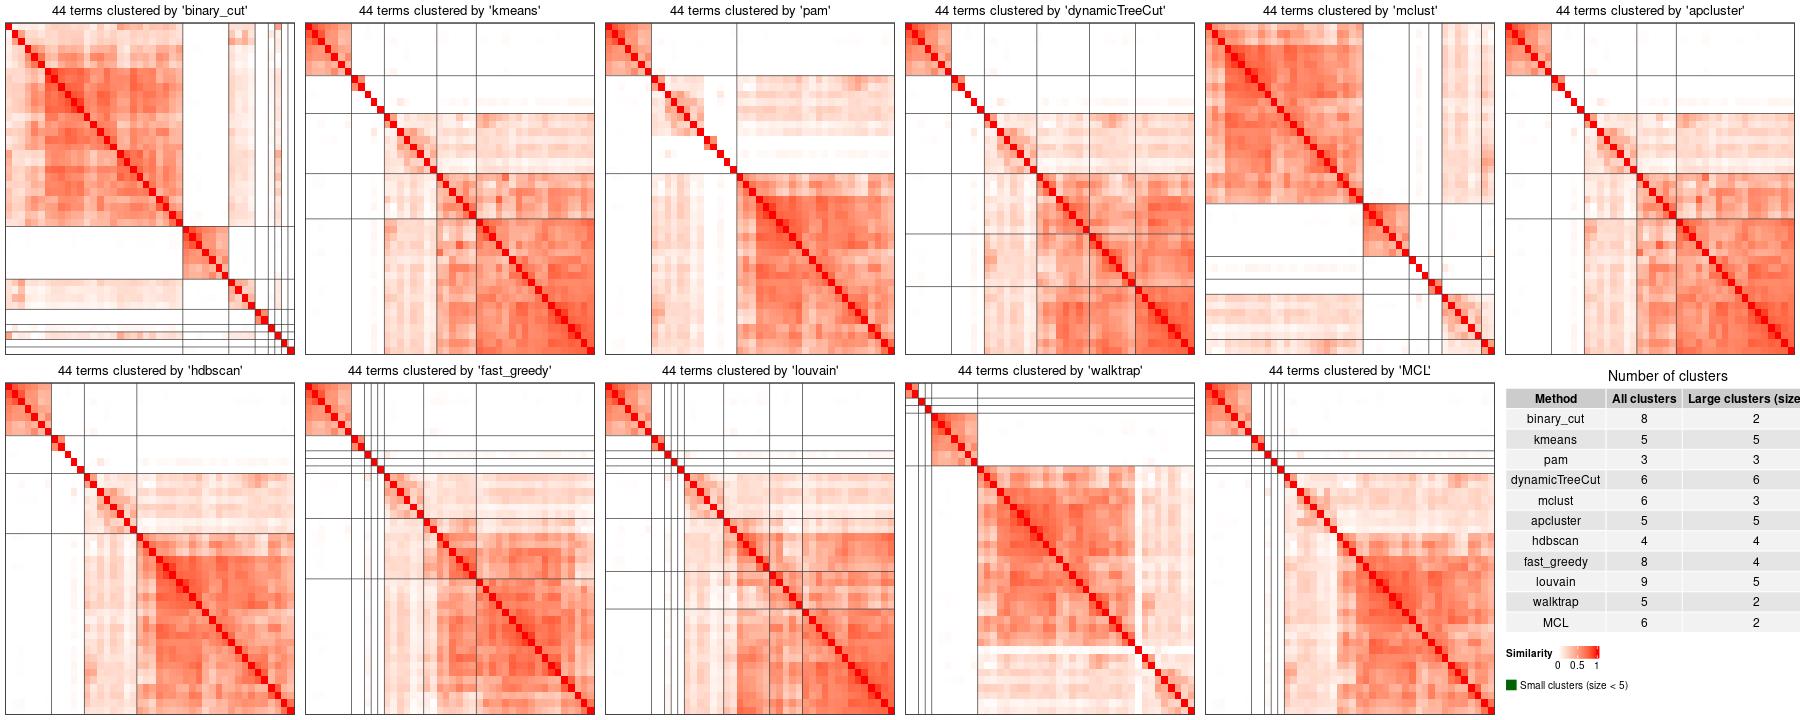 44 terms clustered by 'binary_cut'
44 terms clustered by 'kmeans'
44 terms clustered by 'pam'
44 terms clustered by 'dynamicTreeCut'
44 terms clustered by 'mclust'
44 terms clustered by 'apcluster'
44 terms clustered by 'hdbscan'
44 terms clustered by 'fast_greedy'
44 terms clustered by 'louvain'
44 terms clustered by 'walktrap'
44 terms clustered by 'MCL'
Number of clusters
Method All clusters Large clusters (size
binary_cut 8 2
kmeans 5 5
pam 3 3
dynamicTreeCut 6 6
mclust 6 3
apcluster 5 5
hdbscan 4 4
fast_greedy 8 4
louvain 9 5
walktrap 5 2
MCL 6 2
Similarity
0 0.5 1
Small clusters (size < 5)